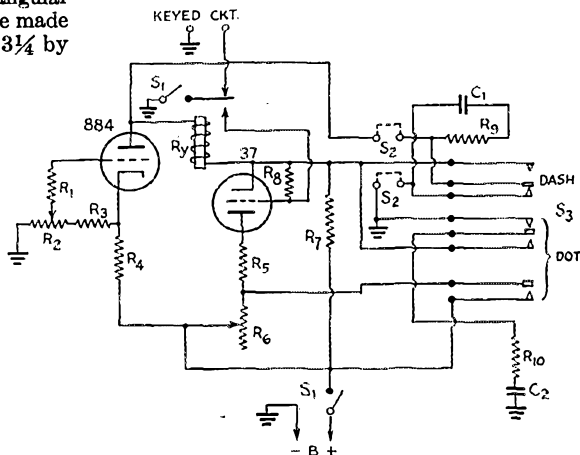 angular
e made
3¼ by
KEYED CKT.
S1
884
Ry
37
R8
C1
R9
S2
DASH
S2
S3
DOT
R1
R2
R3
R4
R5
R6
R7
R10
C2
S1
- B +